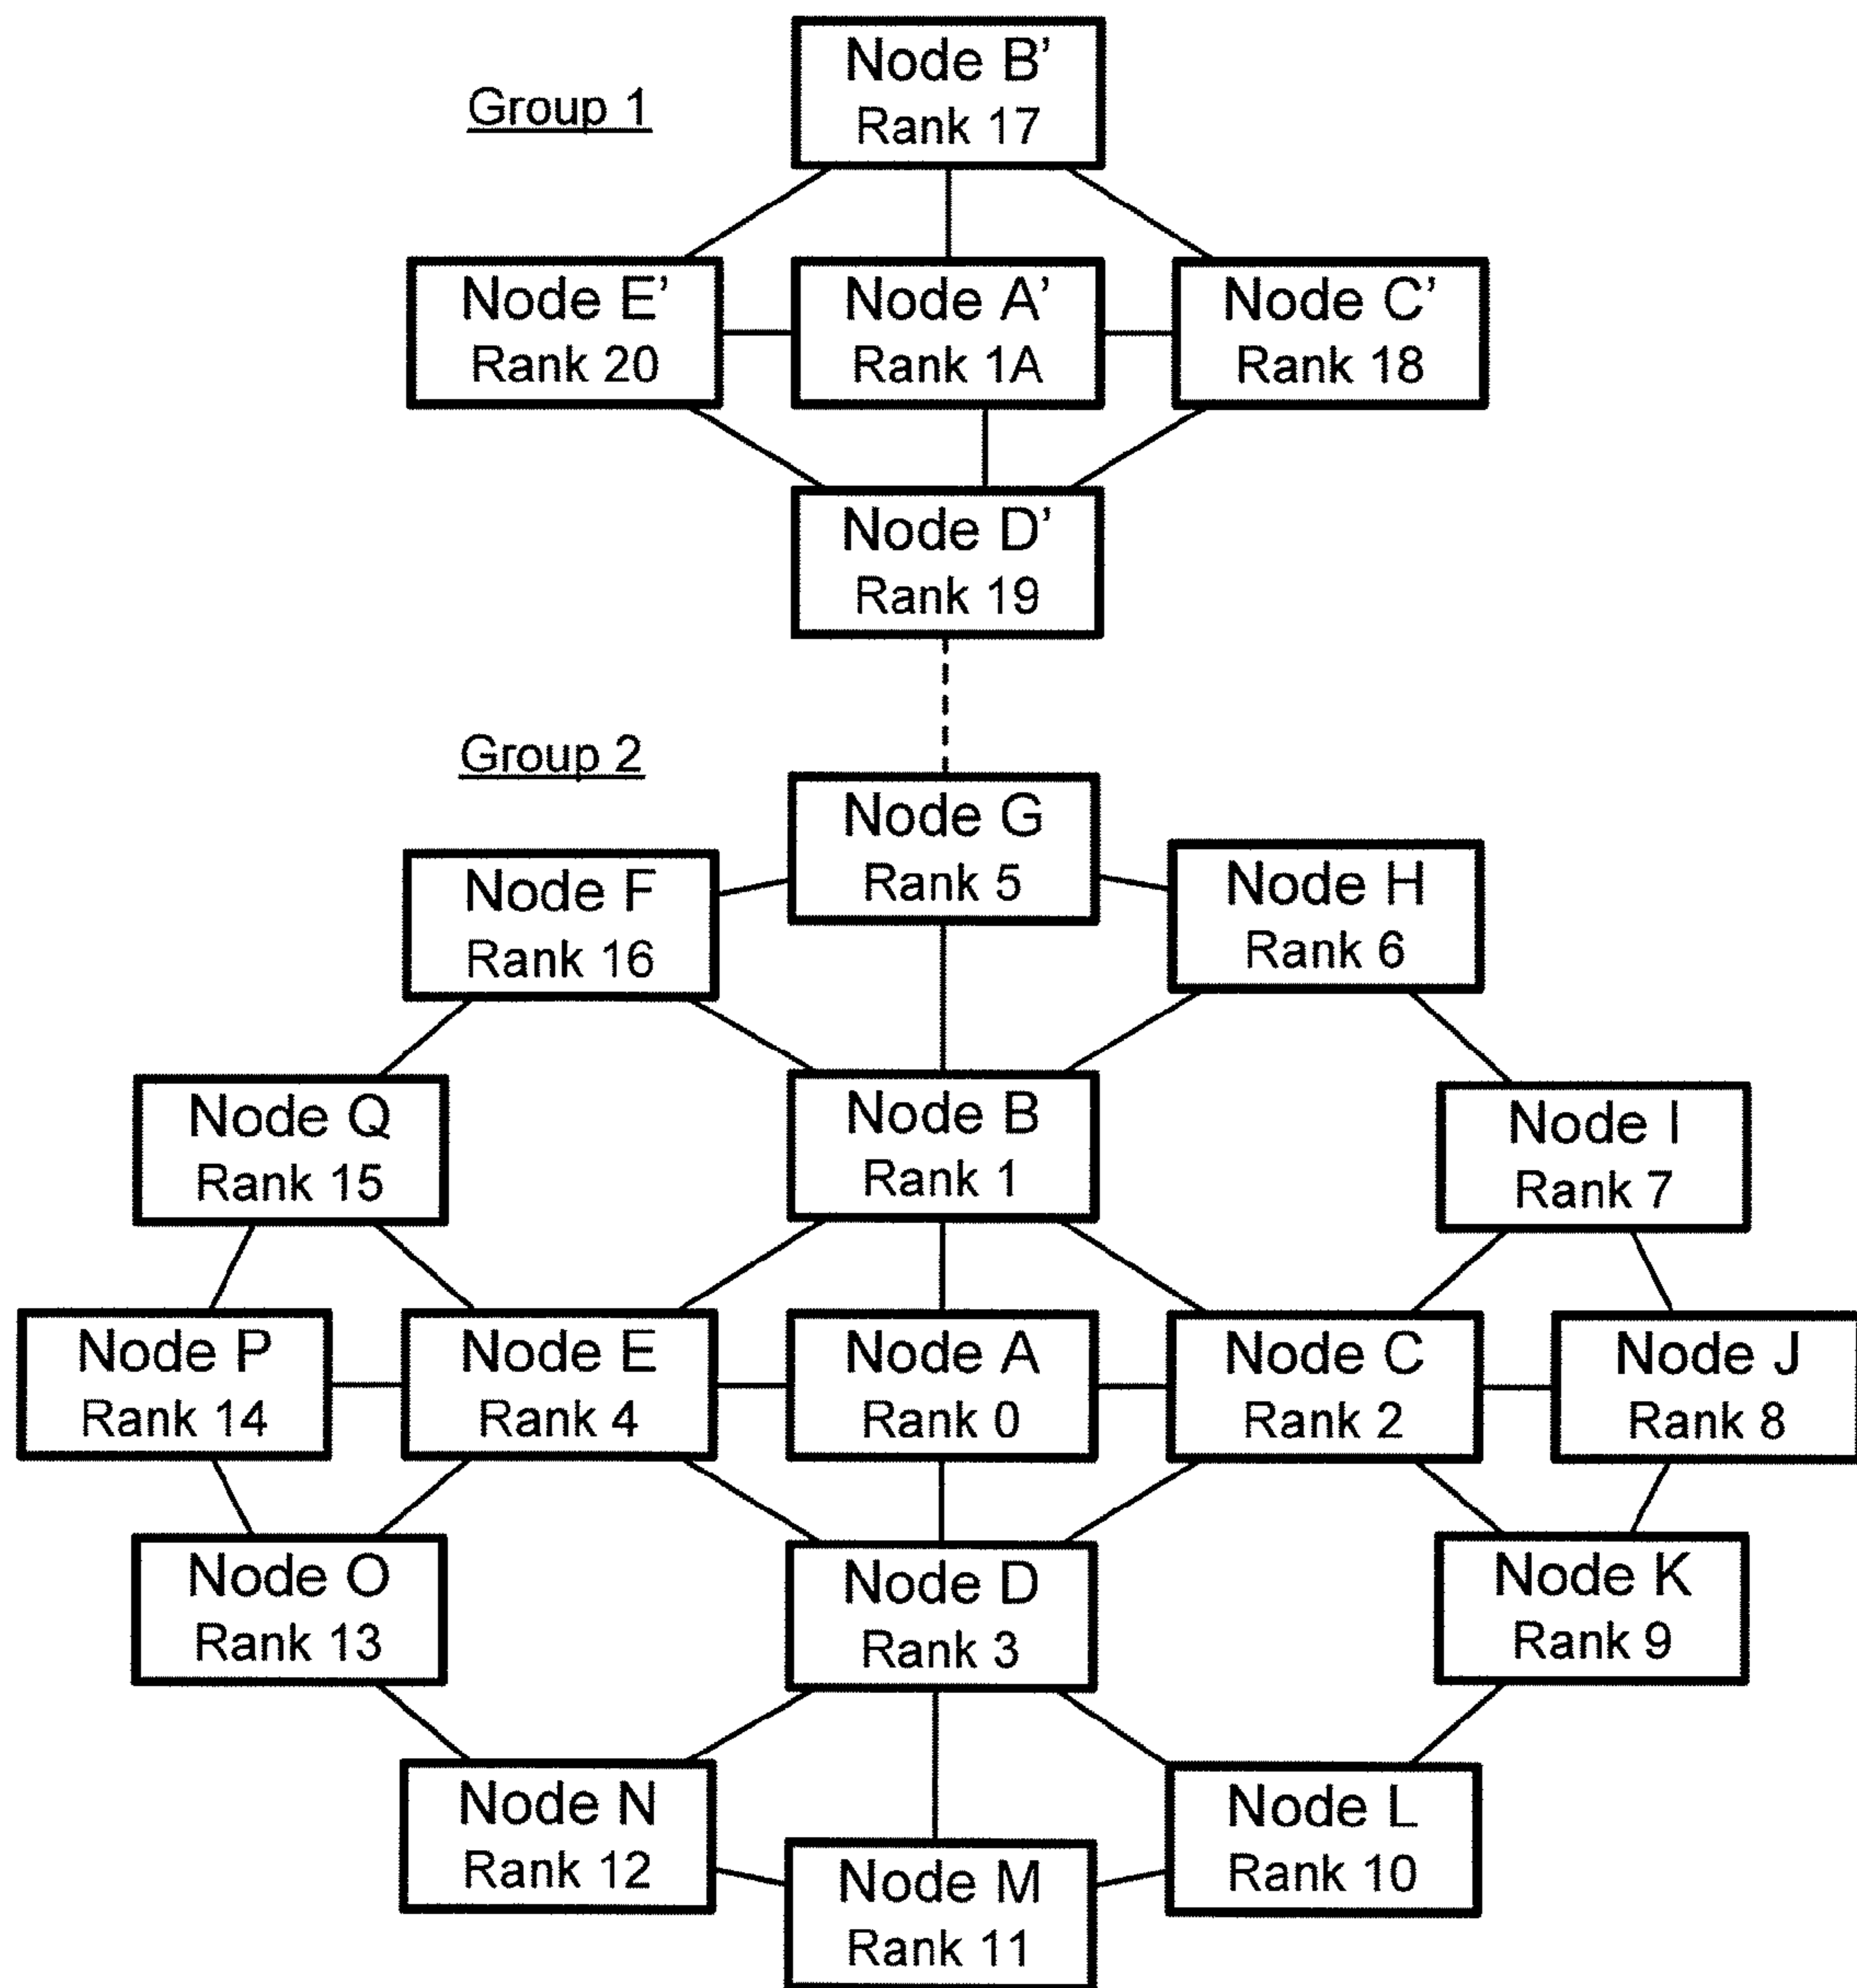 Node B’
Rank 17
Group 1
Node E’
Rank 20
Node A’
Rank 1A
Node C’
Rank 18
Node D’
Rank 19
Group 2
Node G
Rank 5
Node F
Rank 16
Node H
Rank 6
Node Q
Rank 15
Node B
Rank 1
Node I
Rank 7
Node P
Rank 14
Node E
Rank 4
Node A
Rank 0
Node C
Rank 2
Node J
Rank 8
Node O
Rank 13
Node D
Rank 3
Node K
Rank 9
Node N
Rank 12
Node M
Rank 11
Node L
Rank 10